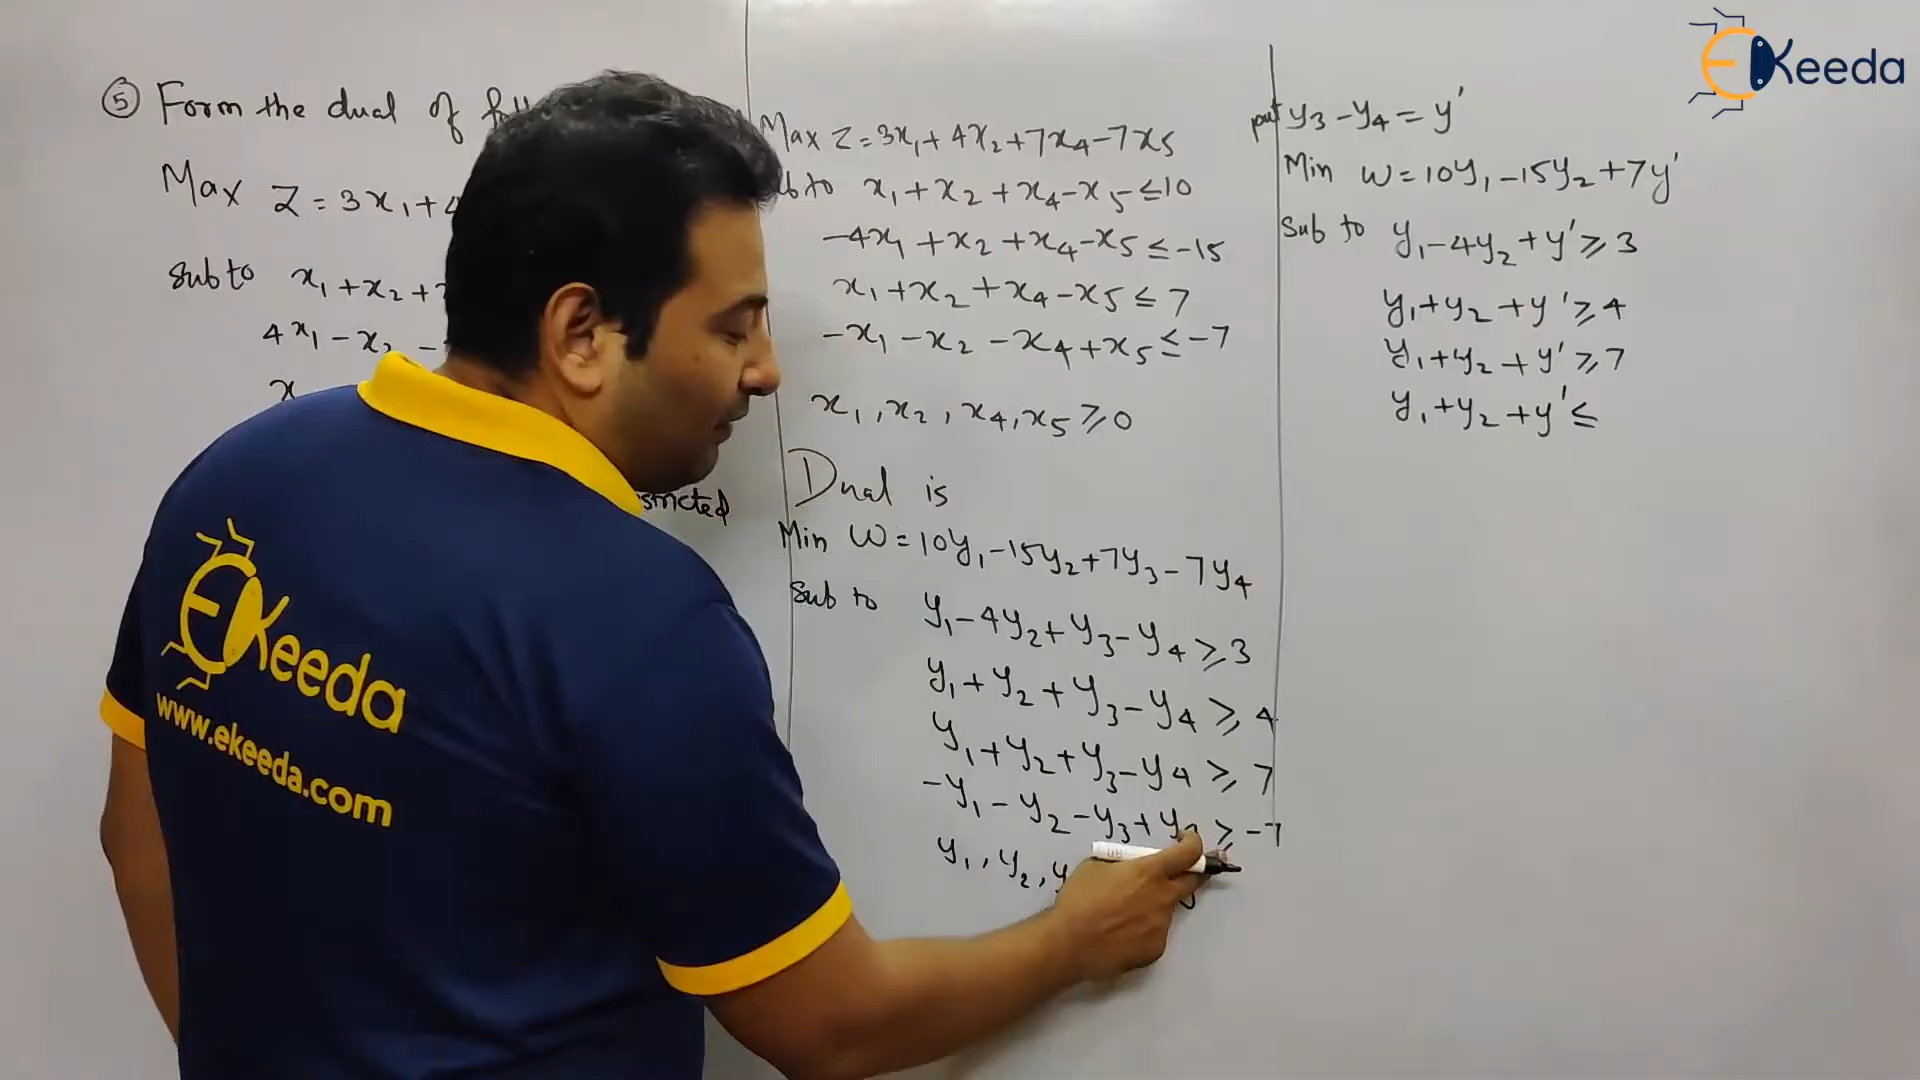 ⑤ Form the dual of
Max Z = 3x₁ +
Sub to x₁ + x₂ +
4x₁ - x₂ -
x
Max Z = 3x₁ + 4x₂ + 7x₄ - 7x₅
to x₁ + x₂ + x₄ - x₅ ≤ 10
-4x₁ + x₂ + x₄ - x₅ ≤ -15
x₁ + x₂ + x₄ - x₅ ≤ 7
-x₁ - x₂ - x₄ + x₅ ≤ -7
x₁, x₂, x₄, x₅ ≥ 0
Dual is
Min W = 10y₁ - 15y₂ + 7y₃ - 7y₄
Sub to y₁ - 4y₂ + y₃ - y₄ ≥ 3
y₁ + y₂ + y₃ - y₄ ≥ 4
y₁ + y₂ + y₃ - y₄ ≥ 7
-y₁ - y₂ - y₃ + y ≥ -7
y₁, y₂, y
put y₃ - y₄ = y'
Min W = 10y₁ - 15y₂ + 7y'
Sub to y₁ - 4y₂ + y' ≥ 3
y₁ + y₂ + y' ≥ 4
y₁ + y₂ + y' ≥ 7
y₁ + y₂ + y' ≤
EKeeda
EKeeda
www.ekeeda.com